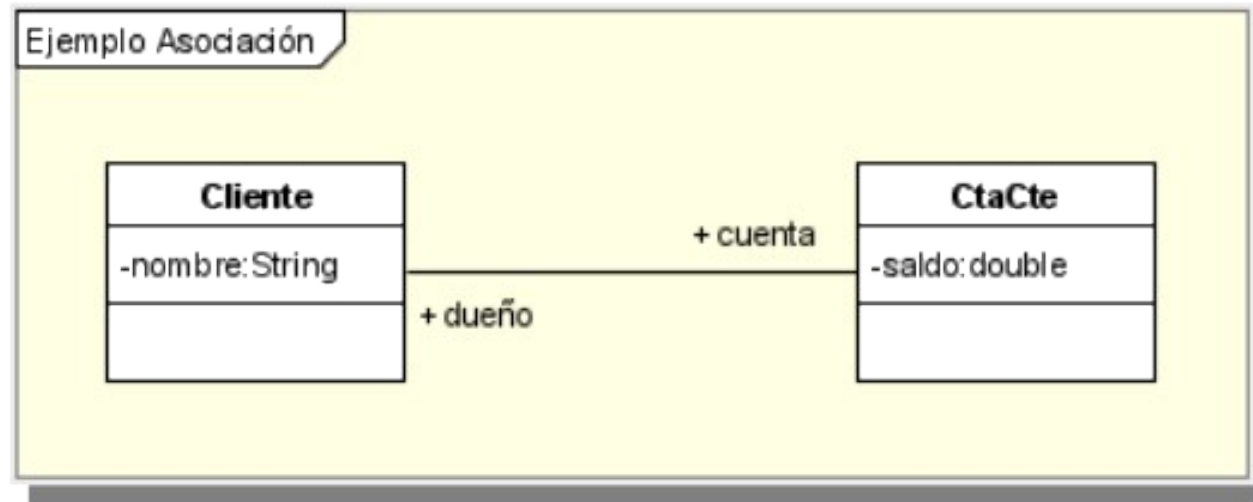 Ejemplo Asociación
Cliente
-nombre:String
+ dueño
+ cuenta
CtaCte
-saldo:double